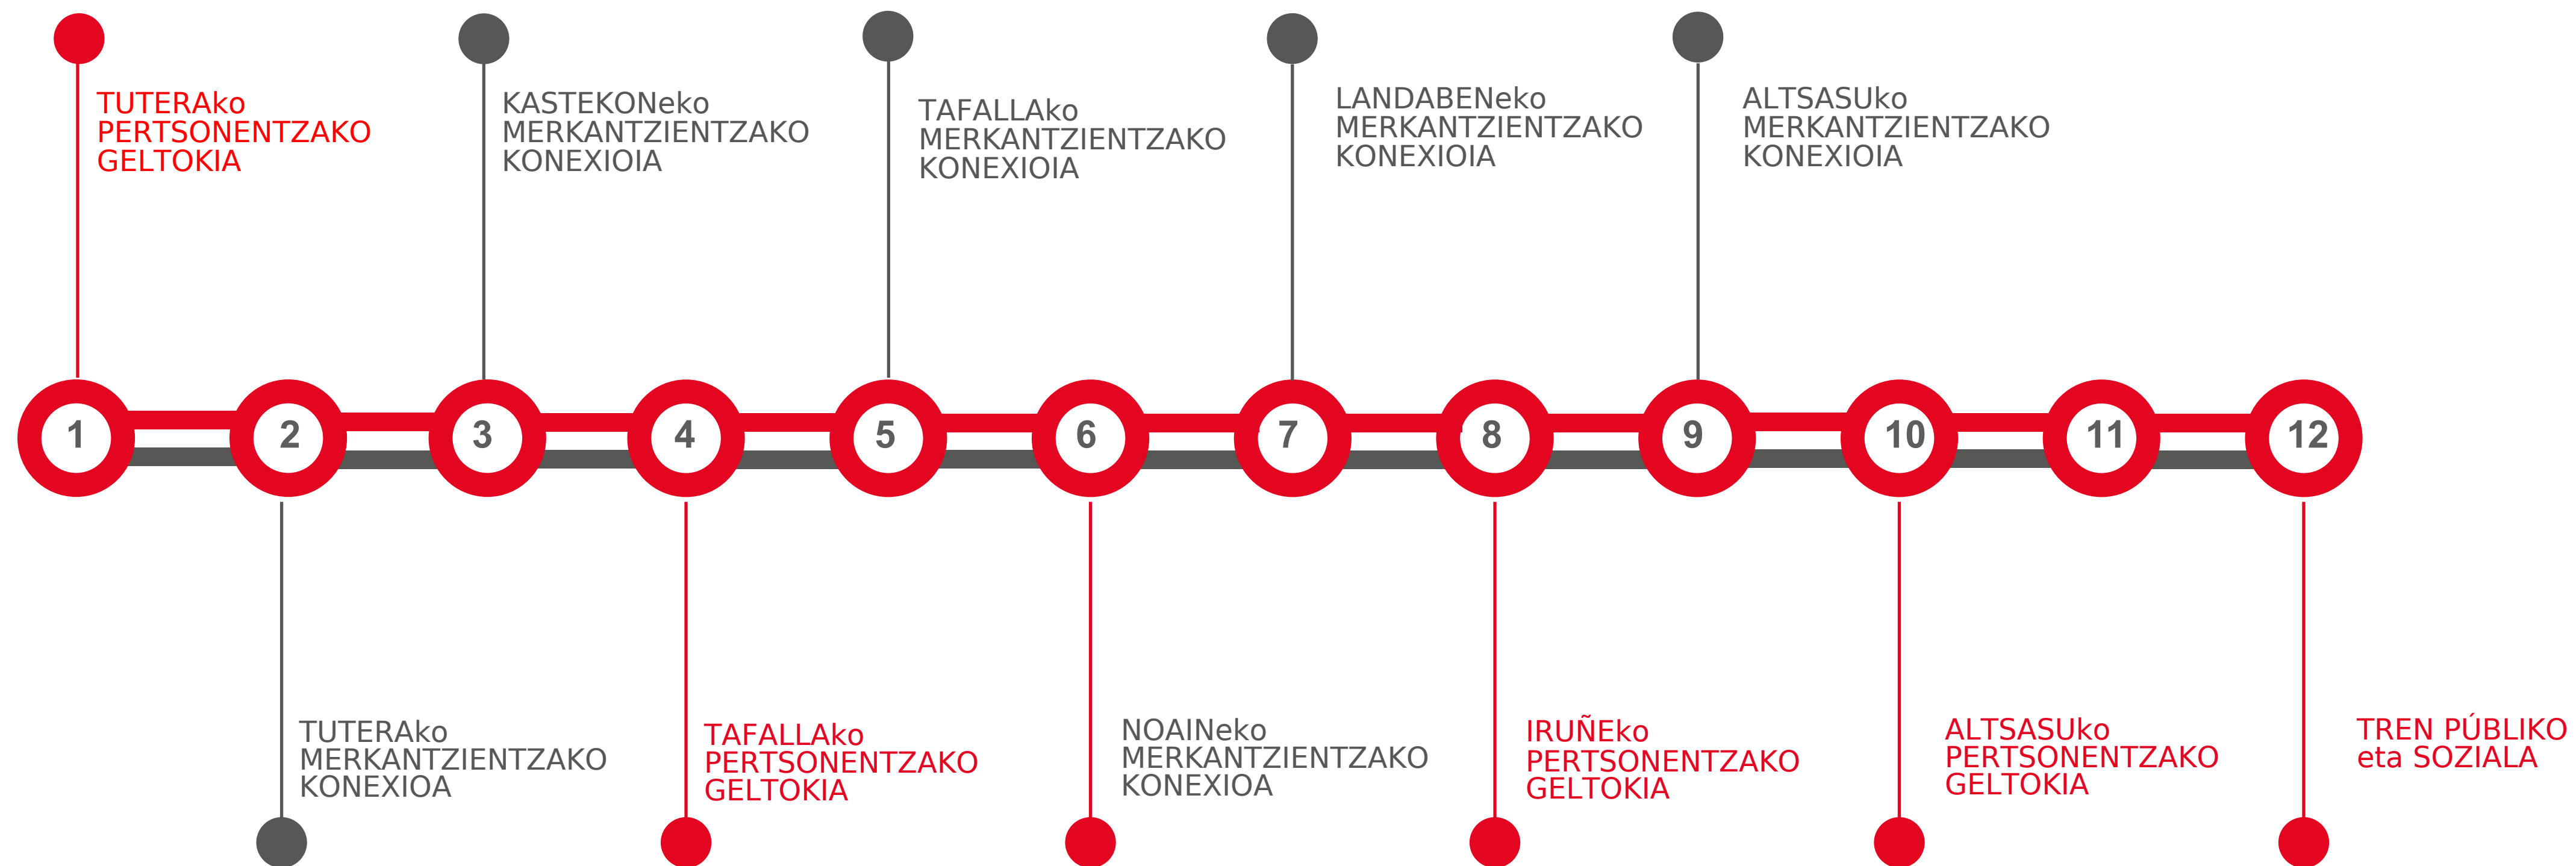 TUTERAko
PERTSONENTZAKO
GELTOKIA
KASTEKONeko
MERKANTZIENTZAKO
KONEXIOIA
TAFALLAko
MERKANTZIENTZAKO
KONEXIOIA
LANDABENeko
MERKANTZIENTZAKO
KONEXIOIA
ALTSASUko
MERKANTZIENTZAKO
KONEXIOIA
1
2
3
4
5
6
7
8
9
10
11
12
TUTERAko
MERKANTZIENTZAKO
KONEXIOA
TAFALLAko
PERTSONENTZAKO
GELTOKIA
NOAINeko
MERKANTZIENTZAKO
KONEXIOA
IRUÑEko
PERTSONENTZAKO
GELTOKIA
ALTSASUko
PERTSONENTZAKO
GELTOKIA
TREN PÚBLIKO
eta SOZIALA